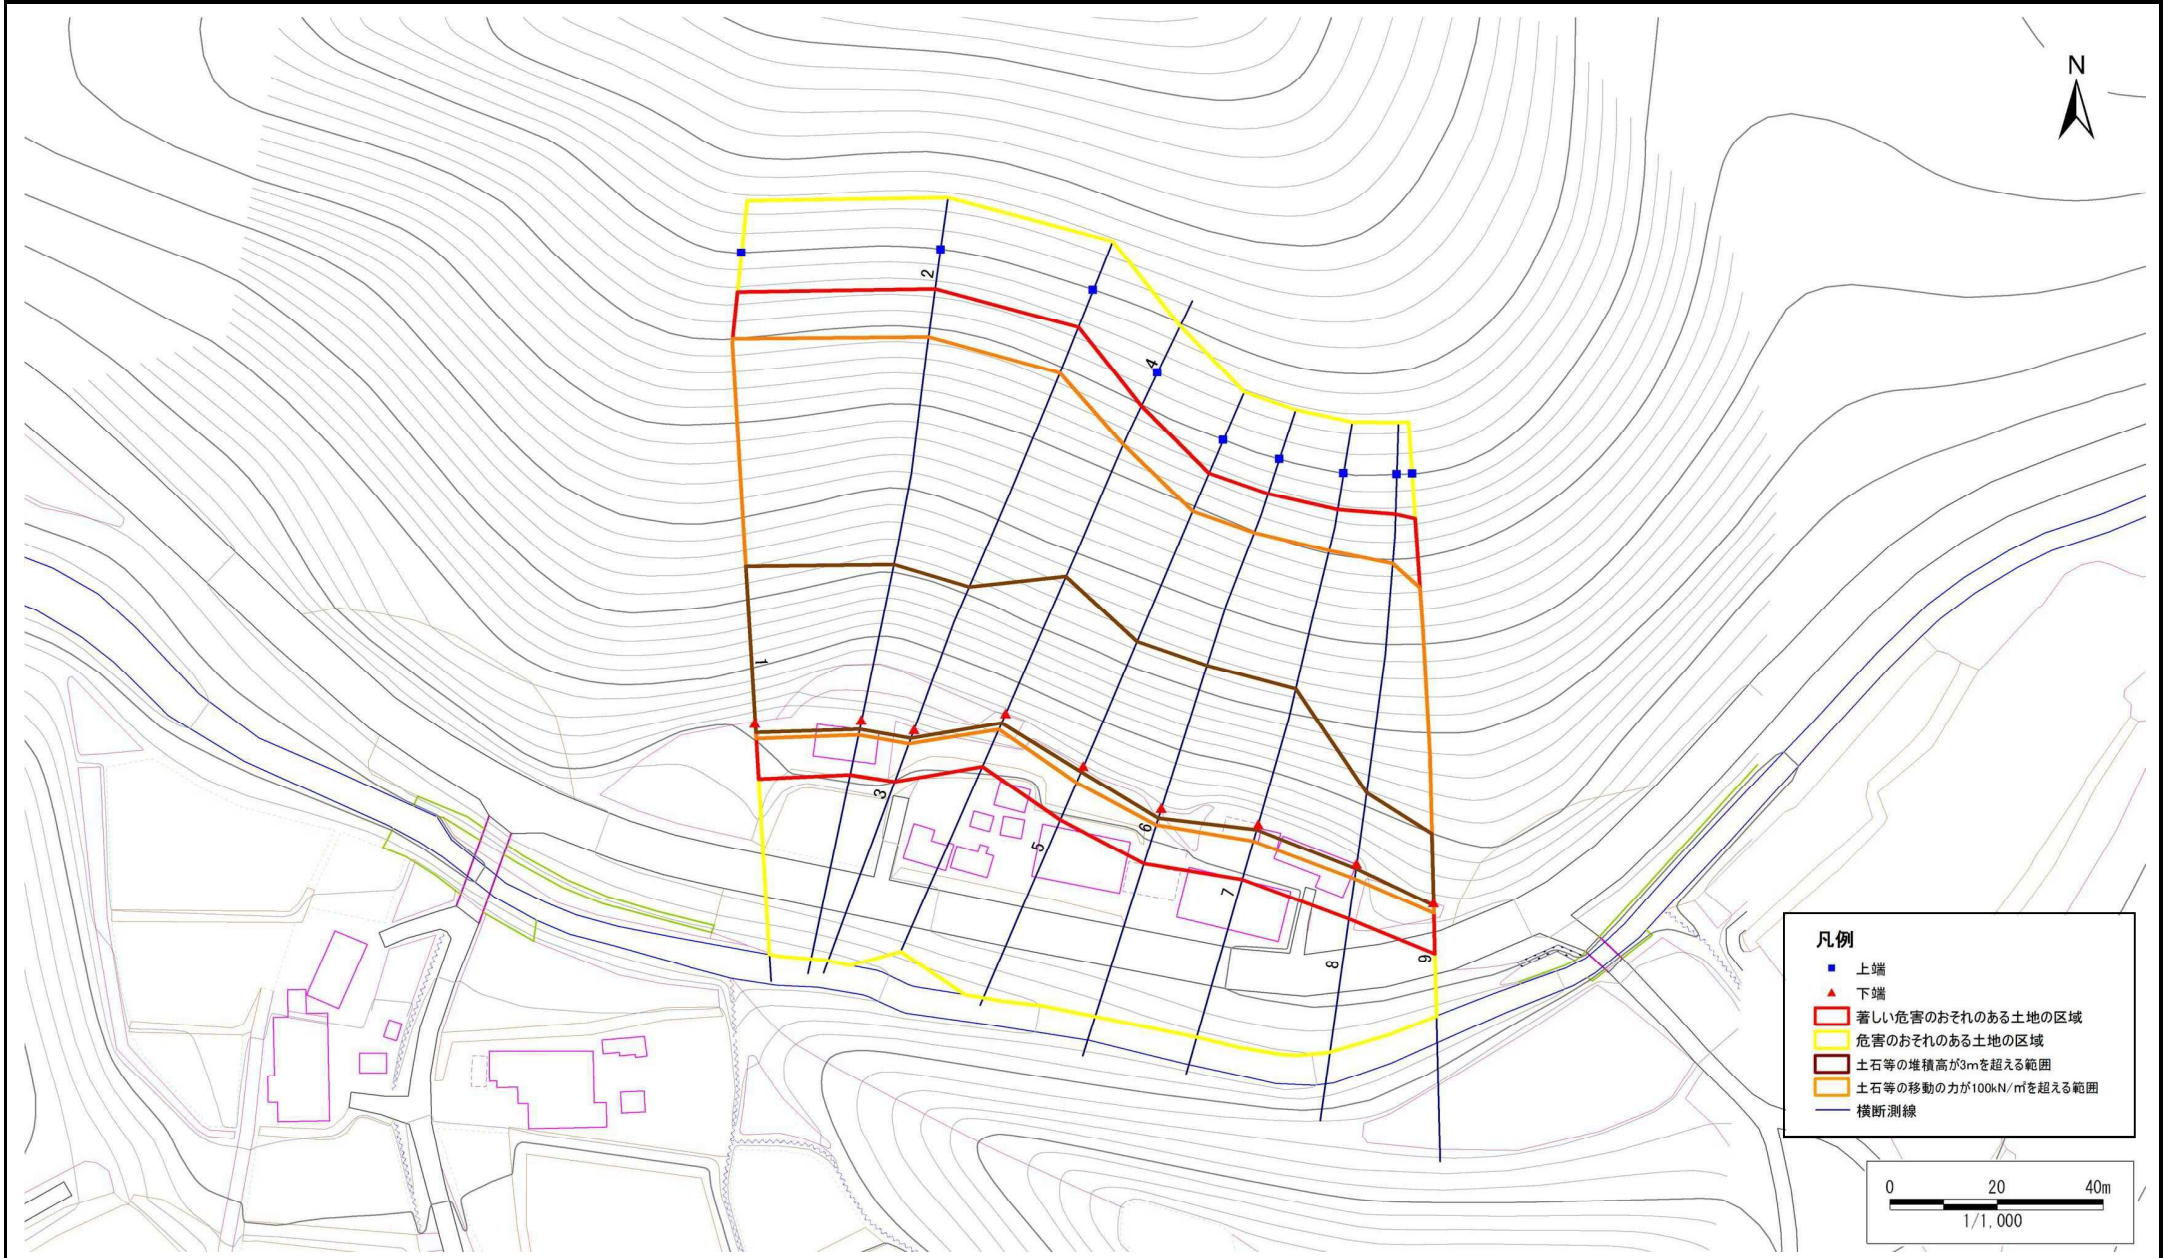 N
2
4
1
3
5
6
7
8
9
凡例
上端
下端
著しい危害のおそれのある土地の区域
危害のおそれのある土地の区域
土石等の堆積高が3mを超える範囲
土石等の移動の力が100kN/㎡を超える範囲
横断測線
0 20 40m
1/1,000